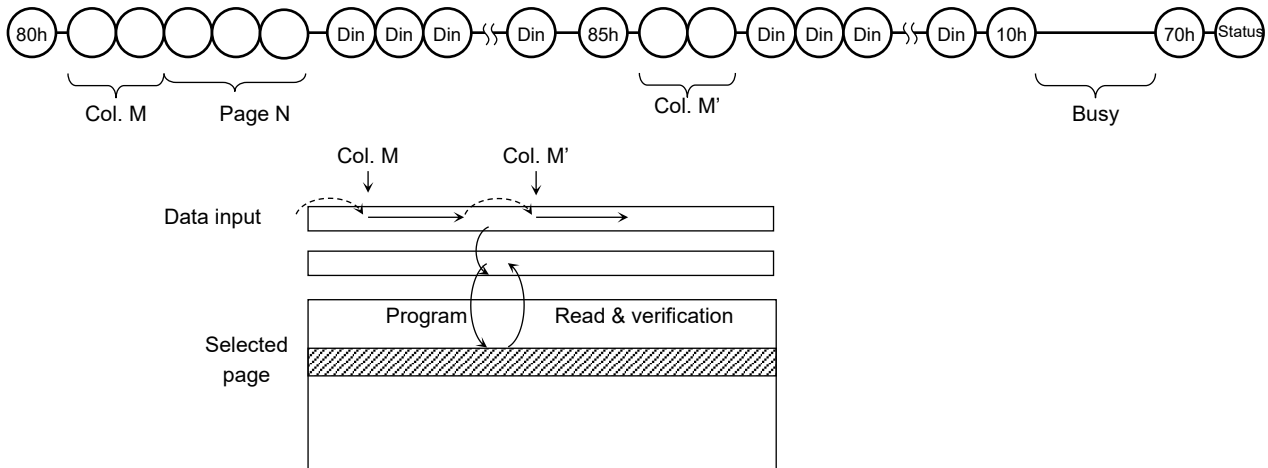 80h Din Din Din Din 85h Din Din Din Din 10h 70h Status
Col. M Page N Col. M’ Busy
Col. M Col. M’
Data input
Program Read & verification
Selected
page